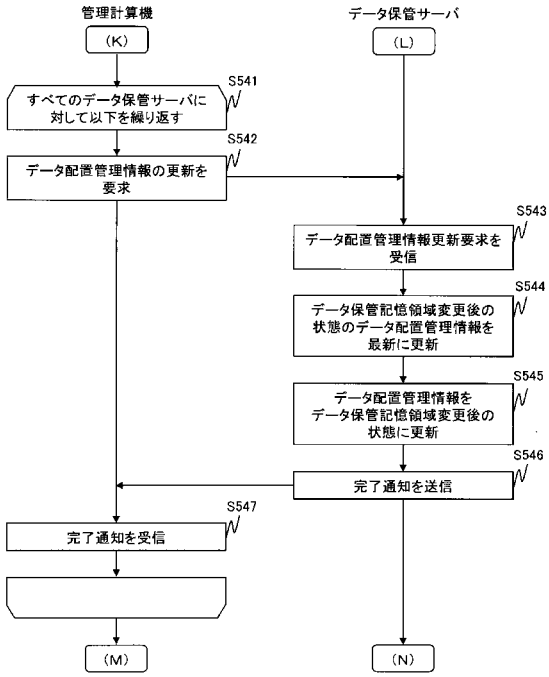 管理計算機
データ保管サーバ
(K)
(L)
S541
すべてのデータ保管サーバに
対して以下を繰り返す
S542
データ配置管理情報の更新を
要求
S543
データ配置管理情報更新要求を
受信
S544
データ保管記憶領域変更後の
状態のデータ配置管理情報を
最新に更新
S545
データ配置管理情報を
データ保管記憶領域変更後の
状態に更新
S546
完了通知を送信
S547
完了通知を受信
(M)
(N)